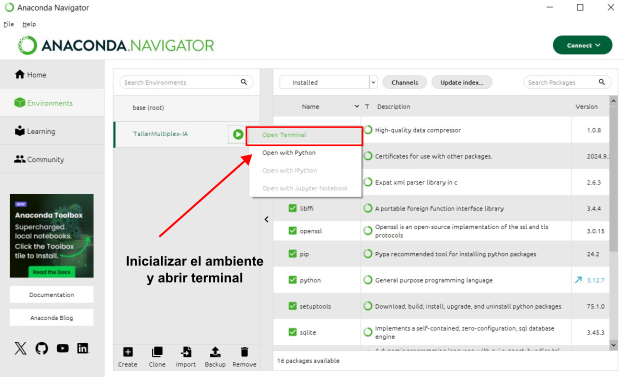 Anaconda Navigator
File Help
ANACONDA.NAVIGATOR
Connect
Home
Environments
Learning
Community
NEW
Anaconda Toolbox
Supercharged
local notebooks.
Click the Toolbox
tile to Install.
Read the Docs
Documentation
Anaconda Blog
Search Environments
base (root)
TallerMultiplex-IA
Open Terminal
Open with Python
Open with IPython
Open with Jupyter Notebook
Inicializar el ambiente
y abrir terminal
Create Clone Import Backup Remove
Installed Channels Update index... Search Packages
Name T Description Version
High-quality data compressor 1.0.8
Certificates for use with other packages. 2024.9.
Expat xml parser library in c 2.6.3
libffi A portable foreign function interface library 3.4.4
openssl Openssl is an open-source implementation of the ssl and tls
protocols 3.0.15
pip Pypa recommended tool for installing python packages 24.2
python General purpose programming language 3.12.7
setuptools Download, build, install, upgrade, and uninstall python packages 75.1.0
sqlite Implements a self-contained, zero-configuration, sql database
engine 3.45.3
16 packages available